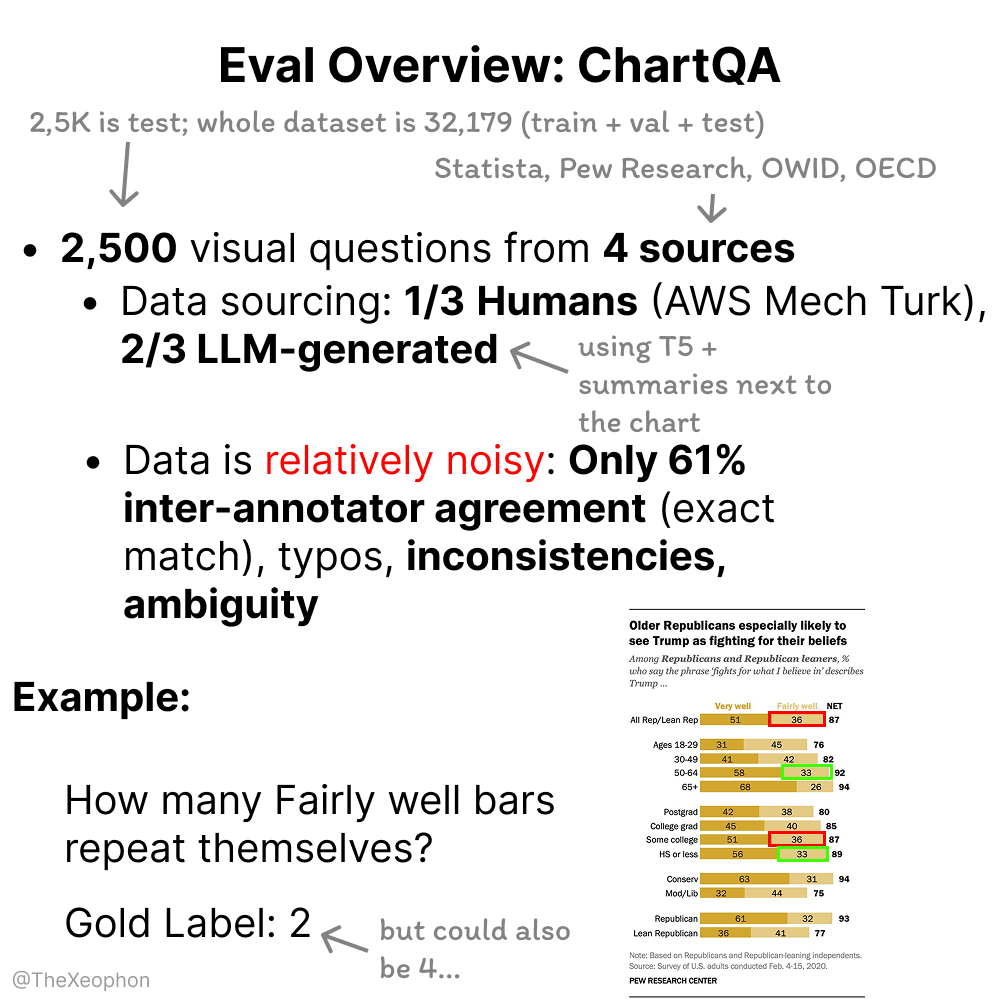 Eval Overview: ChartQA
2,5K is test; whole dataset is 32,179 (train + val + test)
Statista, Pew Research, OWID, OECD
• 2,500 visual questions from 4 sources
• Data sourcing: 1/3 Humans (AWS Mech Turk),
2/3 LLM-generated
using T5 +
summaries next to
the chart
• Data is relatively noisy: Only 61%
inter-annotator agreement (exact
match), typos, inconsistencies,
ambiguity
Example:
How many Fairly well bars
repeat themselves?
Gold Label: 2
but could also
be 4...
@TheXeophon
Older Republicans especially likely to
see Trump as fighting for their beliefs
Among Republicans and Republican leaners, %
who say the phrase 'fights for what I believe in' describes
Trump ...
Very well Fairly well NET
All Rep/Lean Rep 51 36 87
Ages 18-29 31 45 76
30-49 41 42 82
50-64 58 33 92
65+ 68 26 94
Postgrad 42 38 80
College grad 45 40 85
Some college 51 36 87
HS or less 56 33 89
Conserv 63 31 94
Mod/Lib 32 44 75
Republican 61 32 93
Lean Republican 36 41 77
Note: Based on Republicans and Republican-leaning independents.
Source: Survey of U.S. adults conducted Feb. 4-15, 2020.
PEW RESEARCH CENTER